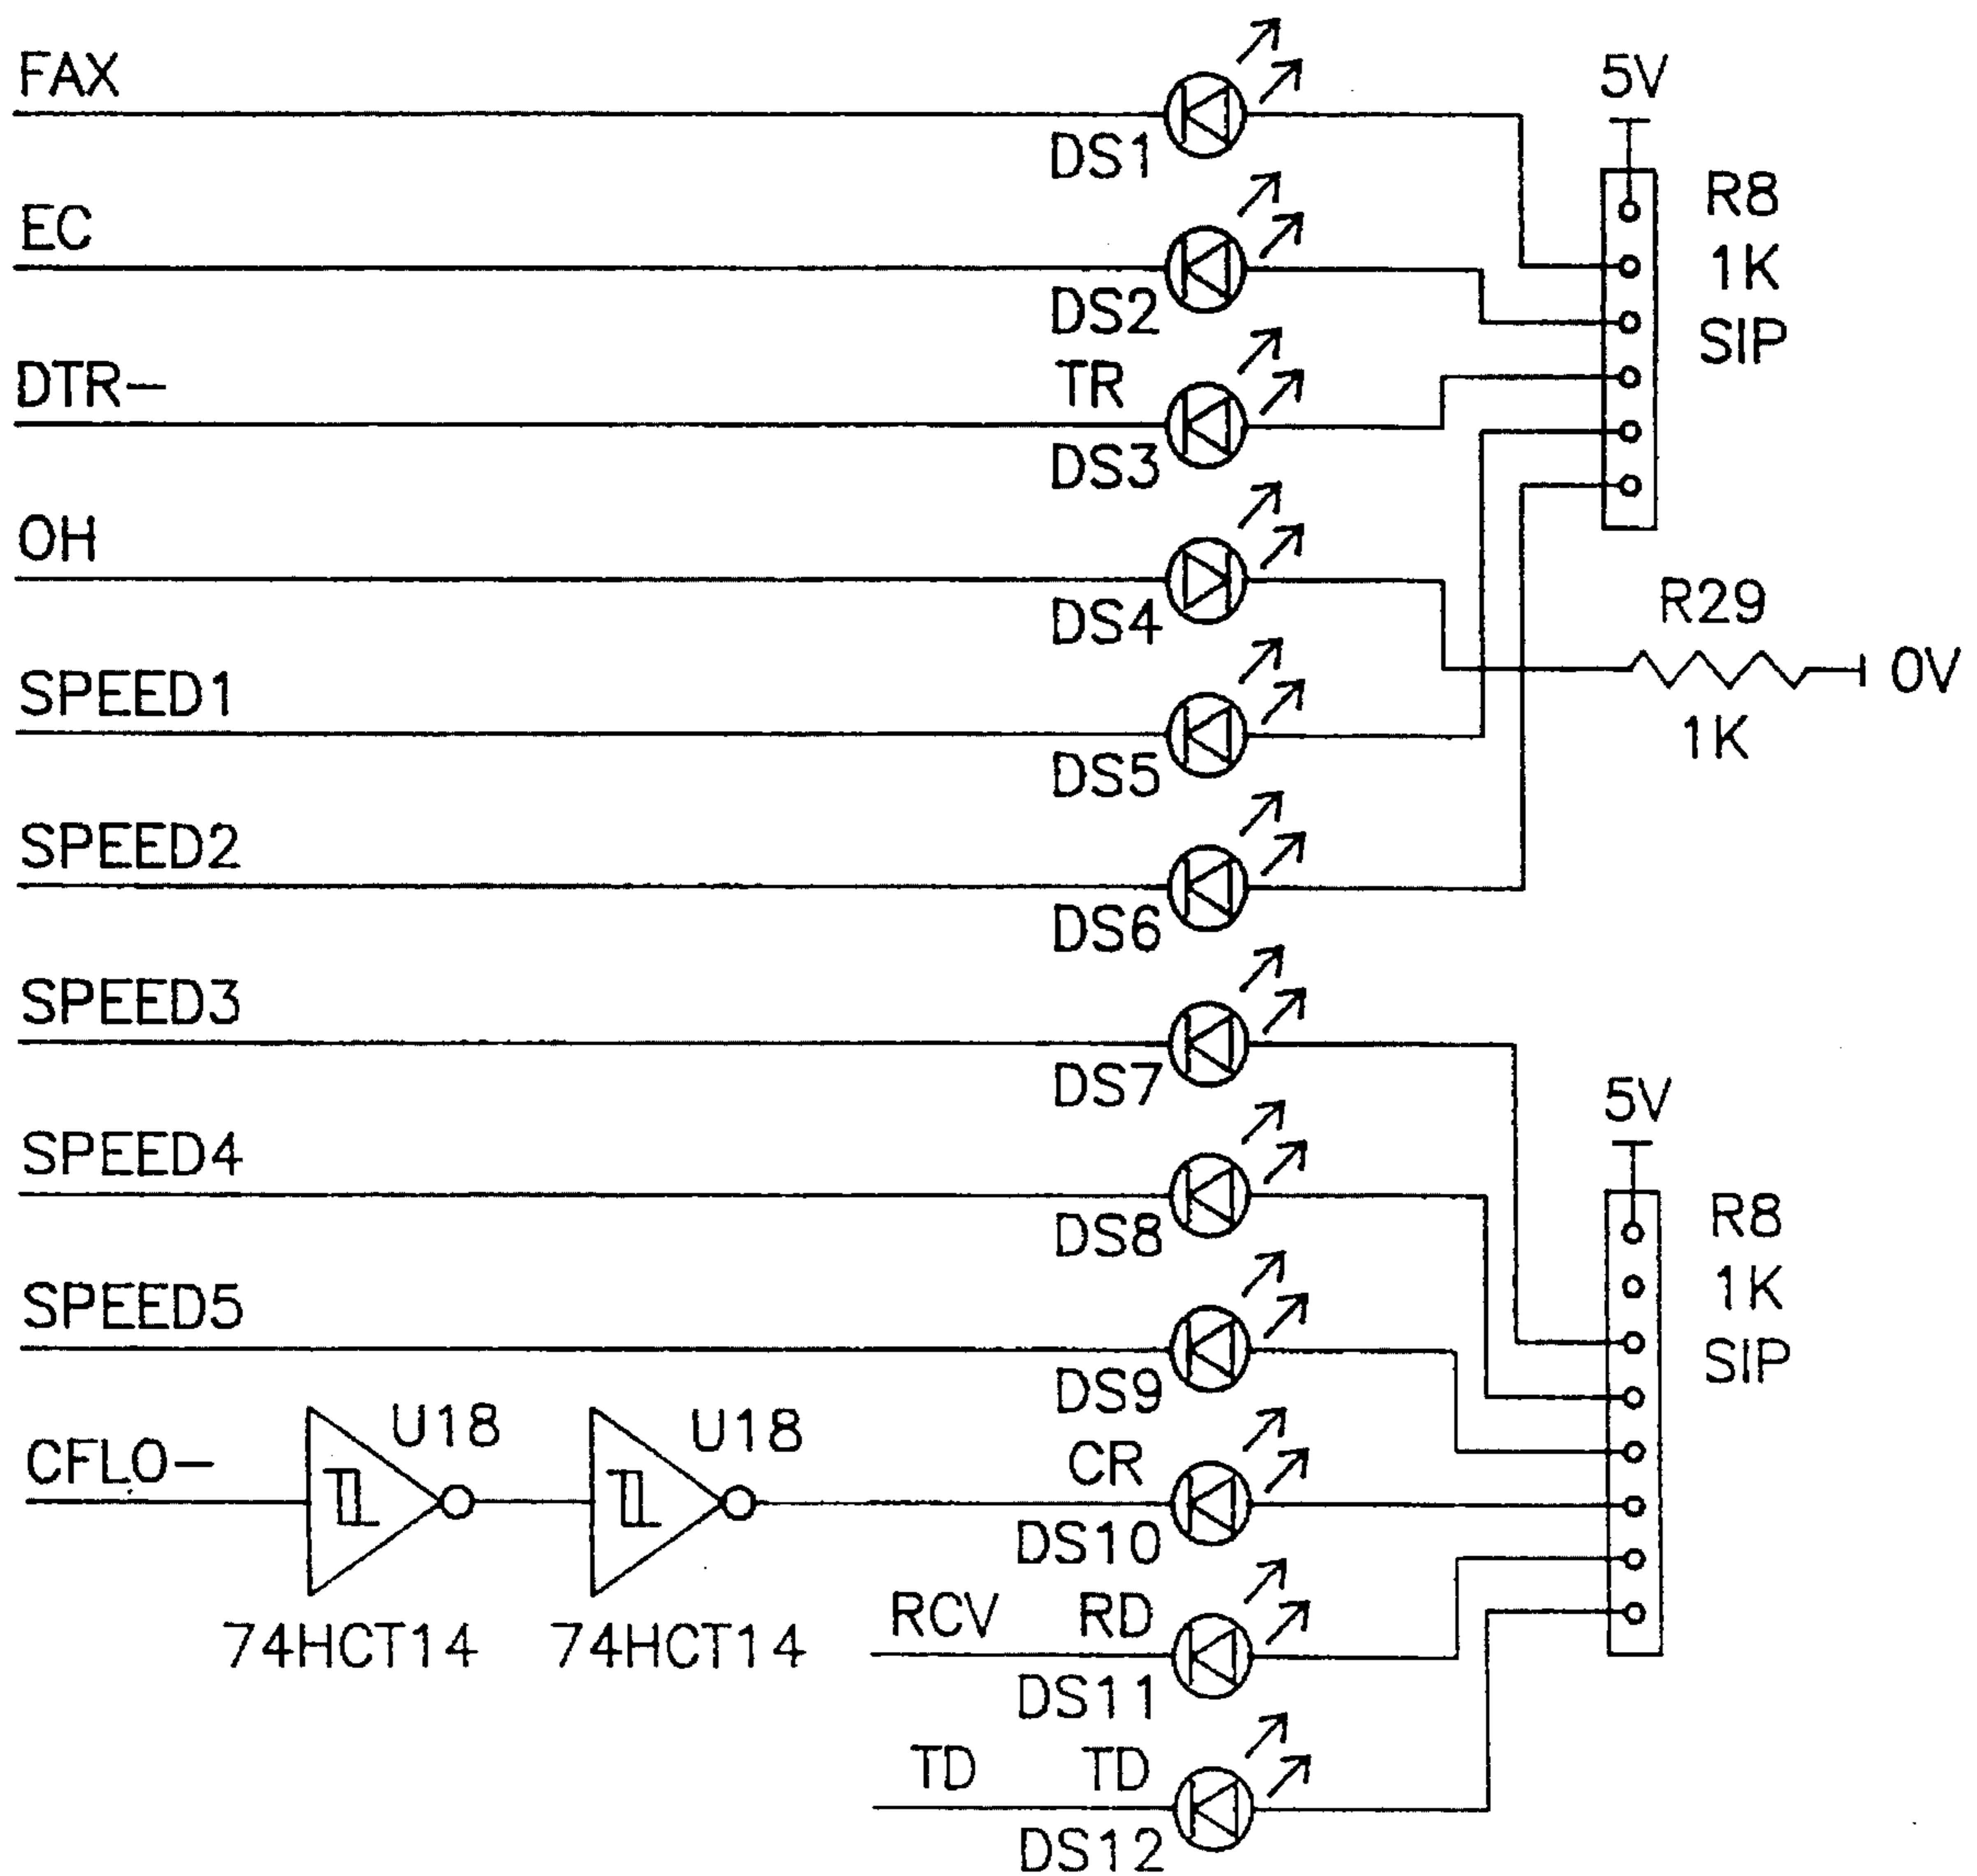 FAX
5V
DS1
R8
EC
1K
DS2
SIP
DTR-
TR
DS3
OH
R29
DS4
0V
SPEED1
1K
DS5
SPEED2
DS6
SPEED3
DS7
5V
SPEED4
R8
DS8
1K
SPEED5
SIP
DS9
U18
U18
CFLO-
CR
DS10
RCV
RD
74HCT14
74HCT14
DS11
TD
TD
DS12